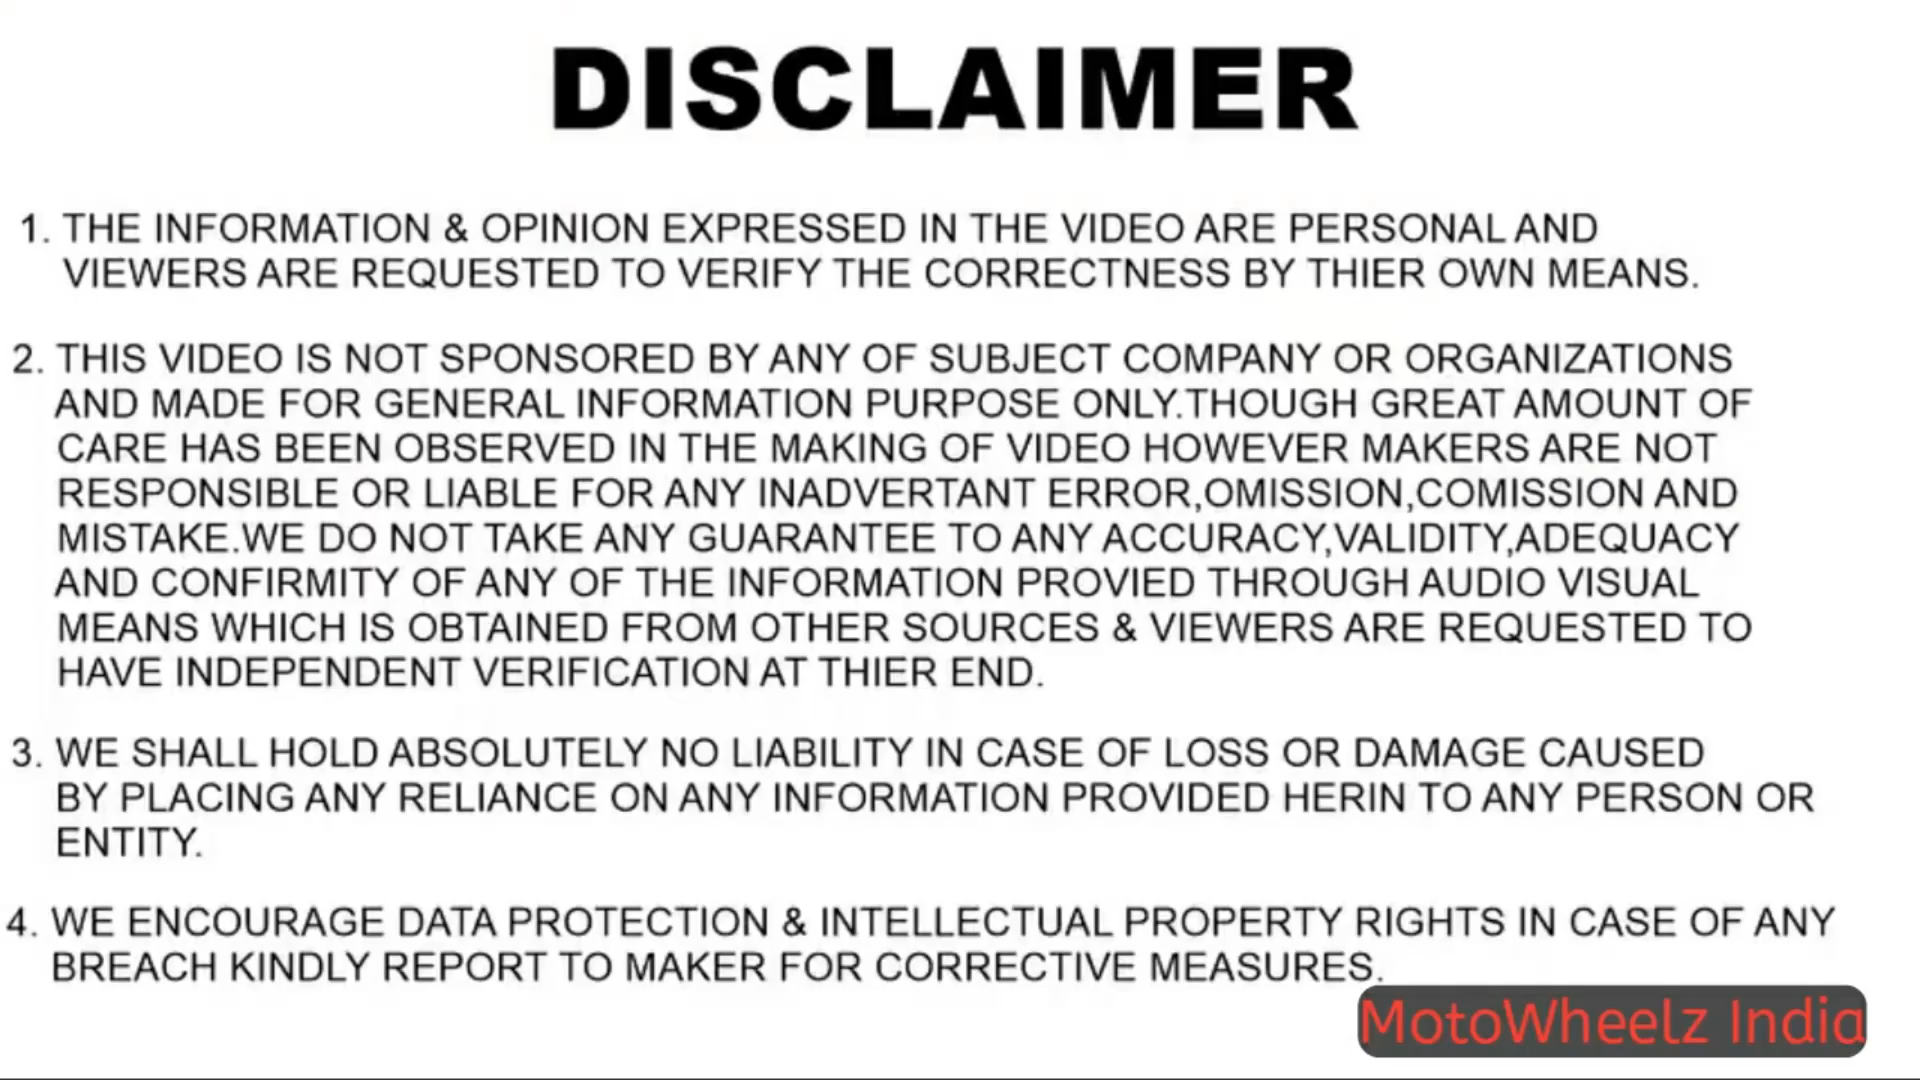 DISCLAIMER
1. THE INFORMATION & OPINION EXPRESSED IN THE VIDEO ARE PERSONAL AND
VIEWERS ARE REQUESTED TO VERIFY THE CORRECTNESS BY THIER OWN MEANS.
2. THIS VIDEO IS NOT SPONSORED BY ANY OF SUBJECT COMPANY OR ORGANIZATIONS
AND MADE FOR GENERAL INFORMATION PURPOSE ONLY.THOUGH GREAT AMOUNT OF
CARE HAS BEEN OBSERVED IN THE MAKING OF VIDEO HOWEVER MAKERS ARE NOT
RESPONSIBLE OR LIABLE FOR ANY INADVERTANT ERROR,OMISSION,COMISSION AND
MISTAKE.WE DO NOT TAKE ANY GUARANTEE TO ANY ACCURACY,VALIDITY,ADEQUACY
AND CONFIRMITY OF ANY OF THE INFORMATION PROVIED THROUGH AUDIO VISUAL
MEANS WHICH IS OBTAINED FROM OTHER SOURCES & VIEWERS ARE REQUESTED TO
HAVE INDEPENDENT VERIFICATION AT THIER END.
3. WE SHALL HOLD ABSOLUTELY NO LIABILITY IN CASE OF LOSS OR DAMAGE CAUSED
BY PLACING ANY RELIANCE ON ANY INFORMATION PROVIDED HERIN TO ANY PERSON OR
ENTITY.
4. WE ENCOURAGE DATA PROTECTION & INTELLECTUAL PROPERTY RIGHTS IN CASE OF ANY
BREACH KINDLY REPORT TO MAKER FOR CORRECTIVE MEASURES.
MotoWheelz India